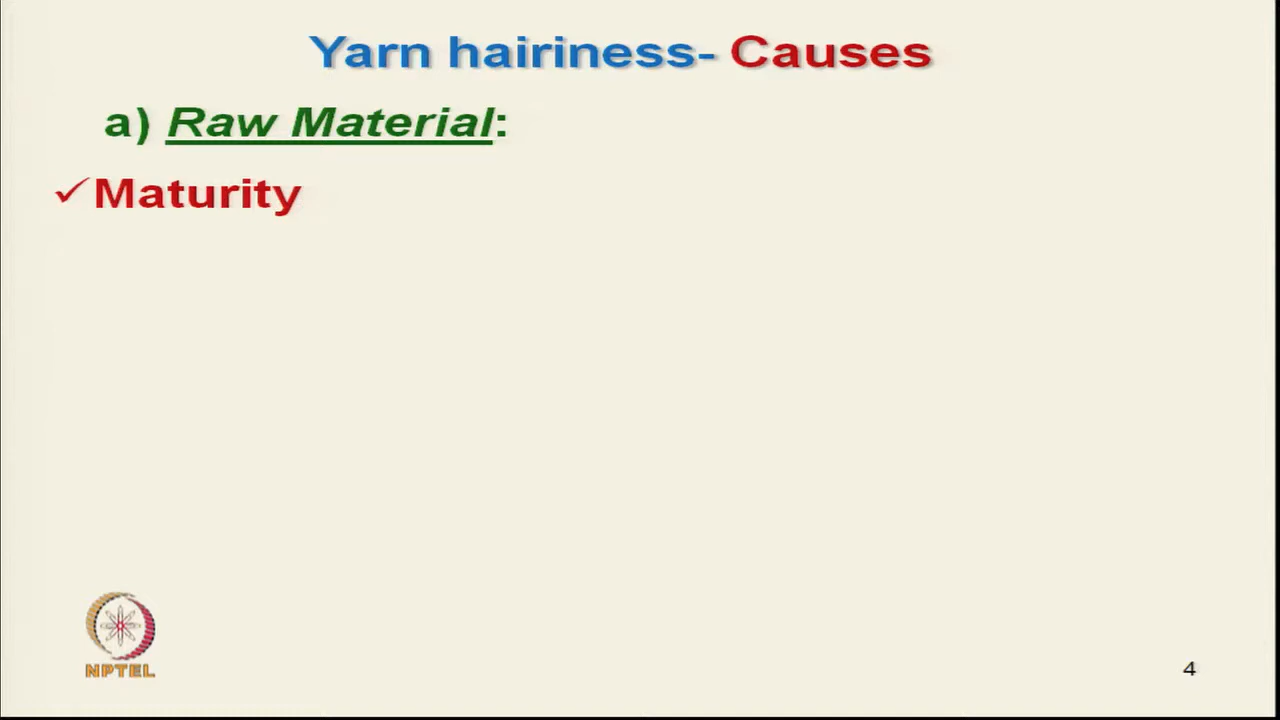 Yarn hairiness- Causes
a) Raw Material:
✓Maturity
NPTEL
4